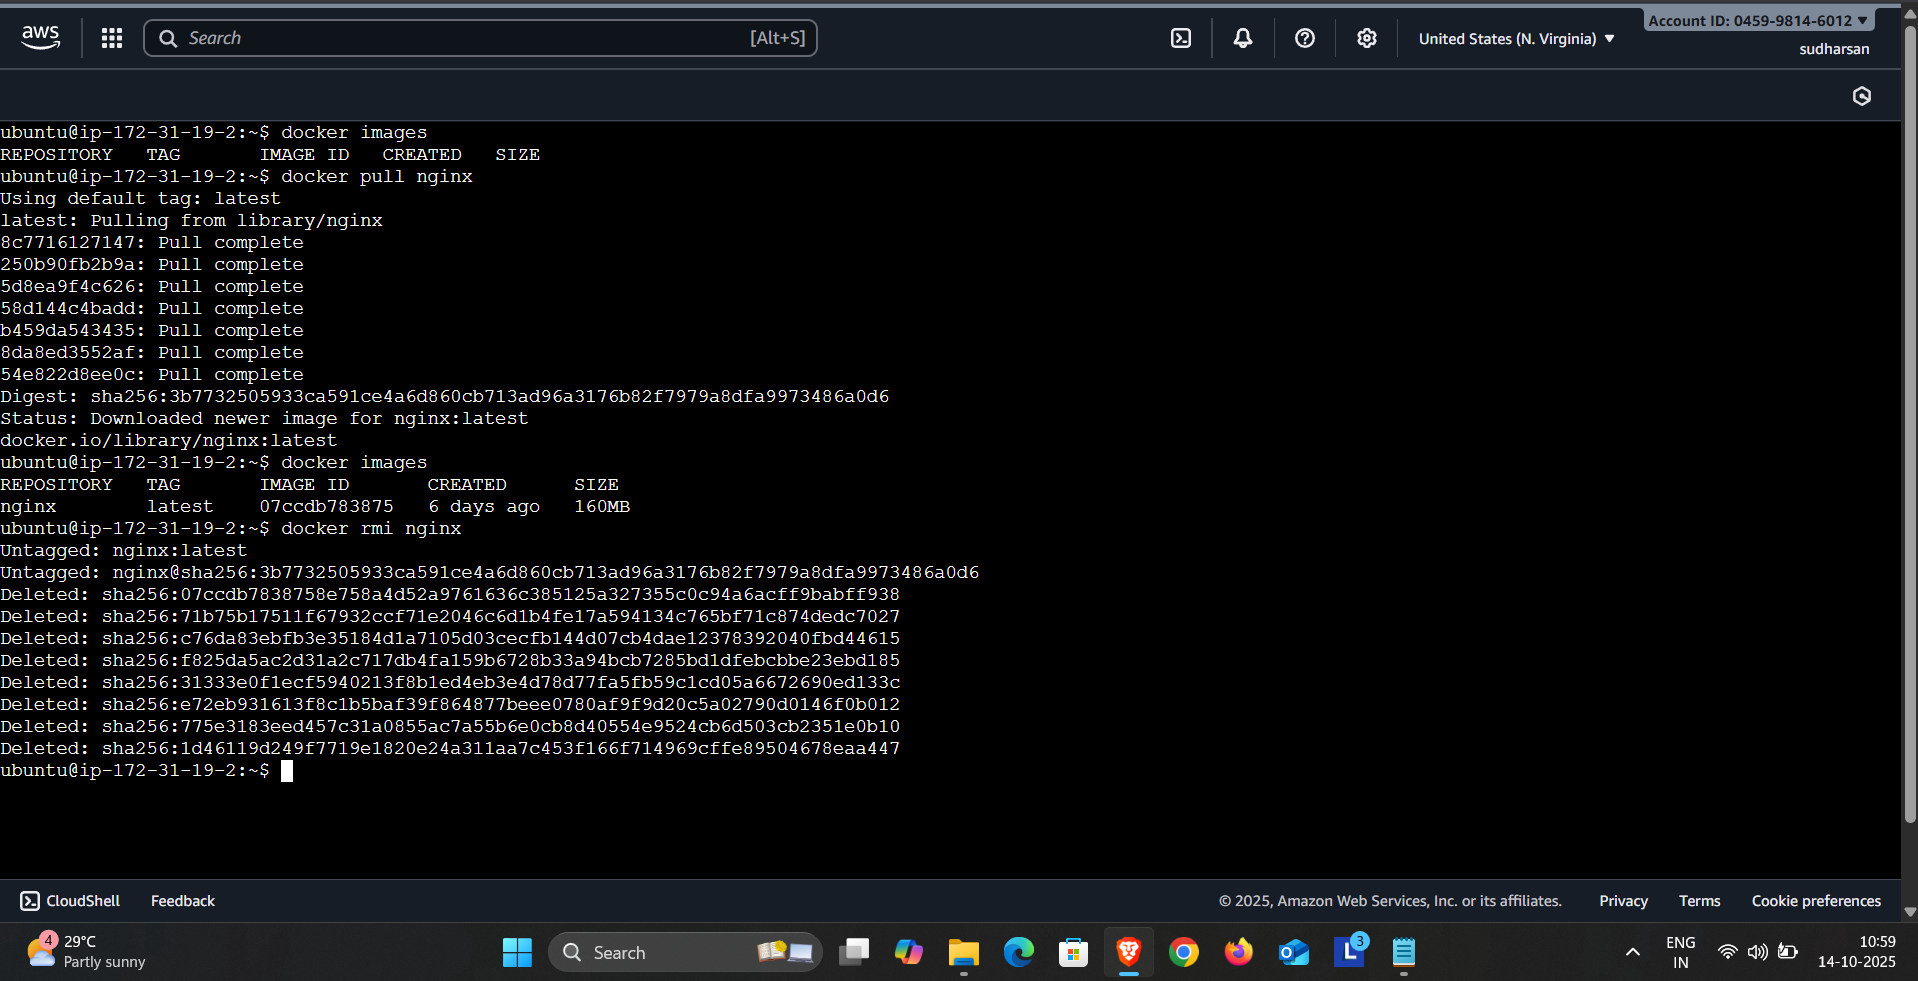 aws
Search
[Alt+S]
United States (N. Virginia)
Account ID: 0459-9814-6012
sudharsan
ubuntu@ip-172-31-19-2:~$ docker images
REPOSITORY   TAG       IMAGE ID   CREATED   SIZE
ubuntu@ip-172-31-19-2:~$ docker pull nginx
Using default tag: latest
latest: Pulling from library/nginx
8c7716127147: Pull complete
250b90fb2b9a: Pull complete
5d8ea9f4c626: Pull complete
58d144c4badd: Pull complete
b459da543435: Pull complete
8da8ed3552af: Pull complete
54e822d8ee0c: Pull complete
Digest: sha256:3b7732505933ca591ce4a6d860cb713ad96a3176b82f7979a8dfa9973486a0d6
Status: Downloaded newer image for nginx:latest
docker.io/library/nginx:latest
ubuntu@ip-172-31-19-2:~$ docker images
REPOSITORY   TAG       IMAGE ID       CREATED      SIZE
nginx        latest    07ccdb783875   6 days ago   160MB
ubuntu@ip-172-31-19-2:~$ docker rmi nginx
Untagged: nginx:latest
Untagged: nginx@sha256:3b7732505933ca591ce4a6d860cb713ad96a3176b82f7979a8dfa9973486a0d6
Deleted: sha256:07ccdb7838758e758a4d52a9761636c385125a327355c0c94a6acff9babff938
Deleted: sha256:71b75b17511f67932ccf71e2046c6d1b4fe17a594134c765bf71c874dedc7027
Deleted: sha256:c76da83ebfb3e35184d1a7105d03cecfb144d07cb4dae12378392040fbd44615
Deleted: sha256:f825da5ac2d31a2c717db4fa159b6728b33a94bcb7285bd1dfebcbbe23ebd185
Deleted: sha256:31333e0f1ecf5940213f8b1ed4eb3e4d78d77fa5fb59c1cd05a6672690ed133c
Deleted: sha256:e72eb931613f8c1b5baf39f864877beee0780af9f9d20c5a02790d0146f0b012
Deleted: sha256:775e3183eed457c31a0855ac7a55b6e0cb8d40554e9524cb6d503cb2351e0b10
Deleted: sha256:1d46119d249f7719e1820e24a311aa7c453f166f714969cffe89504678eaa447
ubuntu@ip-172-31-19-2:~$
CloudShell
Feedback
© 2025, Amazon Web Services, Inc. or its affiliates.
Privacy
Terms
Cookie preferences
4
29°C
Partly sunny
Search
L
3
ENG
IN
10:59
14-10-2025